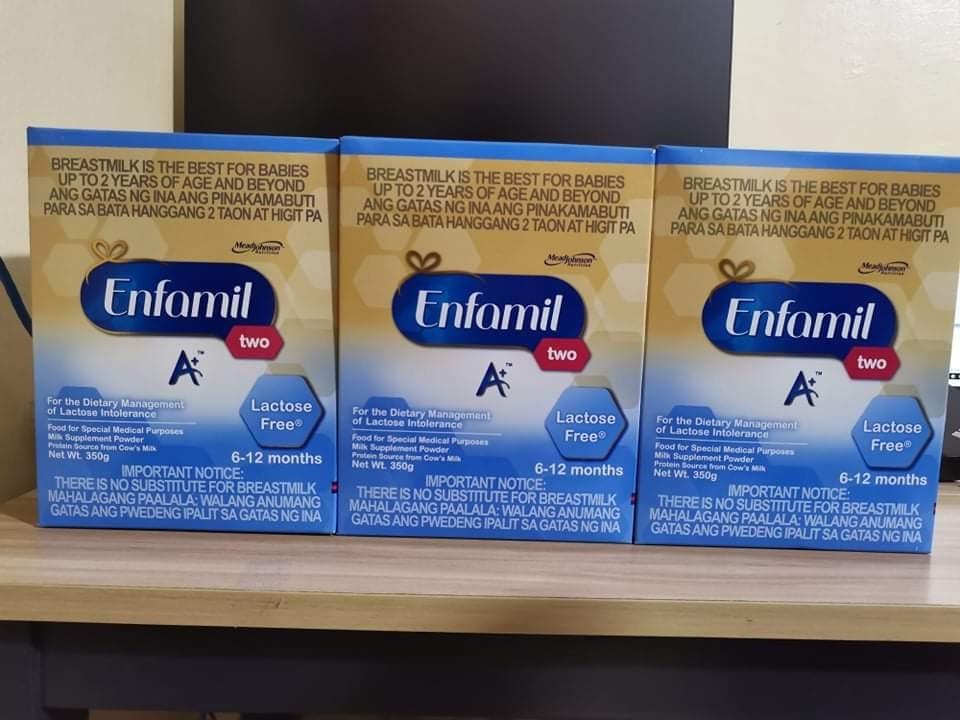 BREASTMILK IS THE BEST FOR BABIES
UP TO 2 YEARS OF AGE AND BEYOND
ANG GATAS NG INA ANG PINAKAMABUTI
PARA SA BATA HANGGANG 2 TAON AT HIGIT PA
MeadJohnson
Nutrition
Enfamil
two
A+™
For the Dietary Management
of Lactose Intolerance
Lactose
Free®
Food for Special Medical Purposes
Milk Supplement Powder
Protein Source from Cow's Milk
Net Wt. 350g
6-12 months
IMPORTANT NOTICE:
THERE IS NO SUBSTITUTE FOR BREASTMILK
MAHALAGANG PAALALA: WALANG ANUMANG
GATAS ANG PWEDENG IPALIT SA GATAS NG INA
BREASTMILK IS THE BEST FOR BABIES
UP TO 2 YEARS OF AGE AND BEYOND
ANG GATAS NG INA ANG PINAKAMABUTI
PARA SA BATA HANGGANG 2 TAON AT HIGIT PA
MeadJohnson
Nutrition
Enfamil
two
A+™
For the Dietary Management
of Lactose Intolerance
Lactose
Free®
Food for Special Medical Purposes
Milk Supplement Powder
Protein Source from Cow's Milk
Net Wt. 350g
6-12 months
IMPORTANT NOTICE:
THERE IS NO SUBSTITUTE FOR BREASTMILK
MAHALAGANG PAALALA: WALANG ANUMANG
GATAS ANG PWEDENG IPALIT SA GATAS NG INA
BREASTMILK IS THE BEST FOR BABIES
UP TO 2 YEARS OF AGE AND BEYOND
ANG GATAS NG INA ANG PINAKAMABUTI
PARA SA BATA HANGGANG 2 TAON AT HIGIT PA
MeadJohnson
Nutrition
Enfamil
two
A+™
For the Dietary Management
of Lactose Intolerance
Lactose
Free®
Food for Special Medical Purposes
Milk Supplement Powder
Protein Source from Cow's Milk
Net Wt. 350g
6-12 months
IMPORTANT NOTICE:
THERE IS NO SUBSTITUTE FOR BREASTMILK
MAHALAGANG PAALALA: WALANG ANUMANG
GATAS ANG PWEDENG IPALIT SA GATAS NG INA